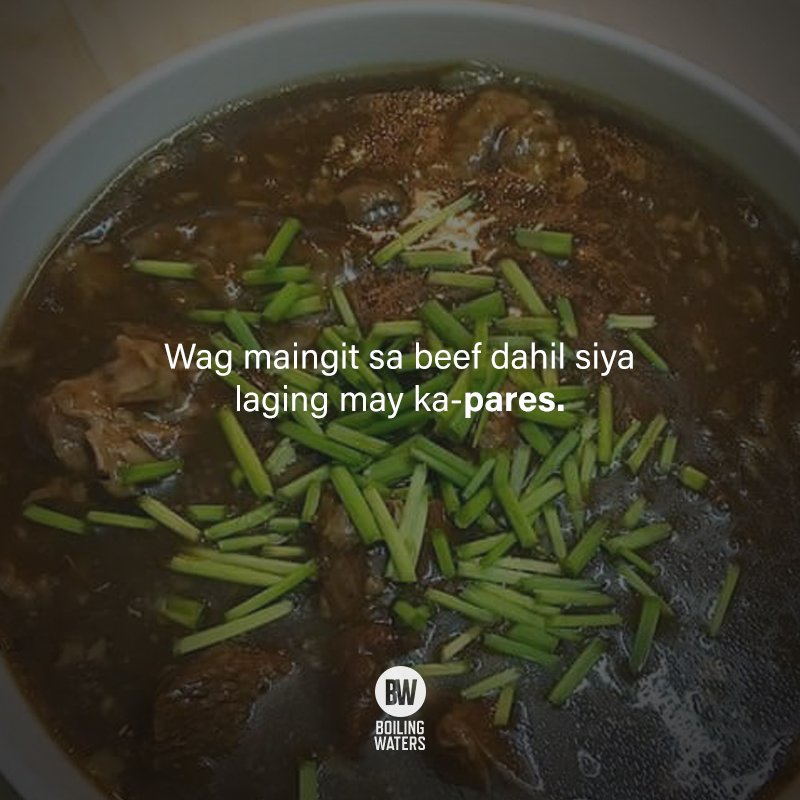 Wag maingit sa beef dahil siya
laging may ka-pares.
BW
BOILING
WATERS